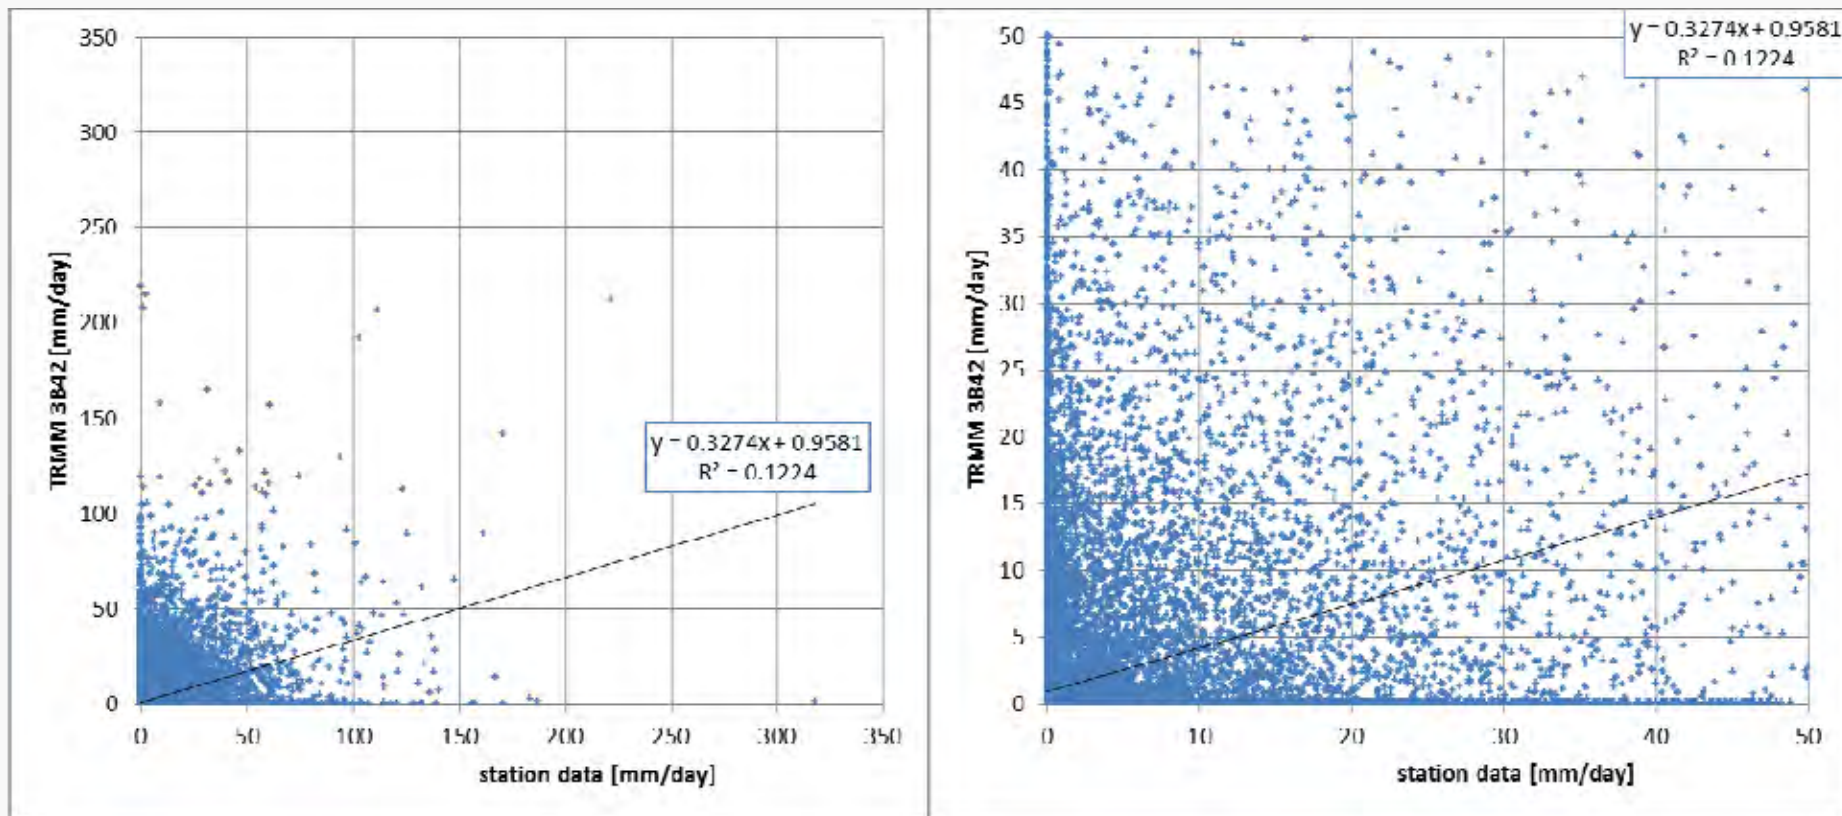 350
300
250
200
150
100
50
0
TRMM 3B42 [mm/day]
y = 0.3274x + 0.9581
R² = 0.1224
0 50 100 150 200 250 300 350
station data [mm/day]
50
45
40
35
30
25
20
15
10
5
0
TRMM 3B42 [mm/day]
y = 0.3274x + 0.9581
R² = 0.1224
0 10 20 30 40 50
station data [mm/day]